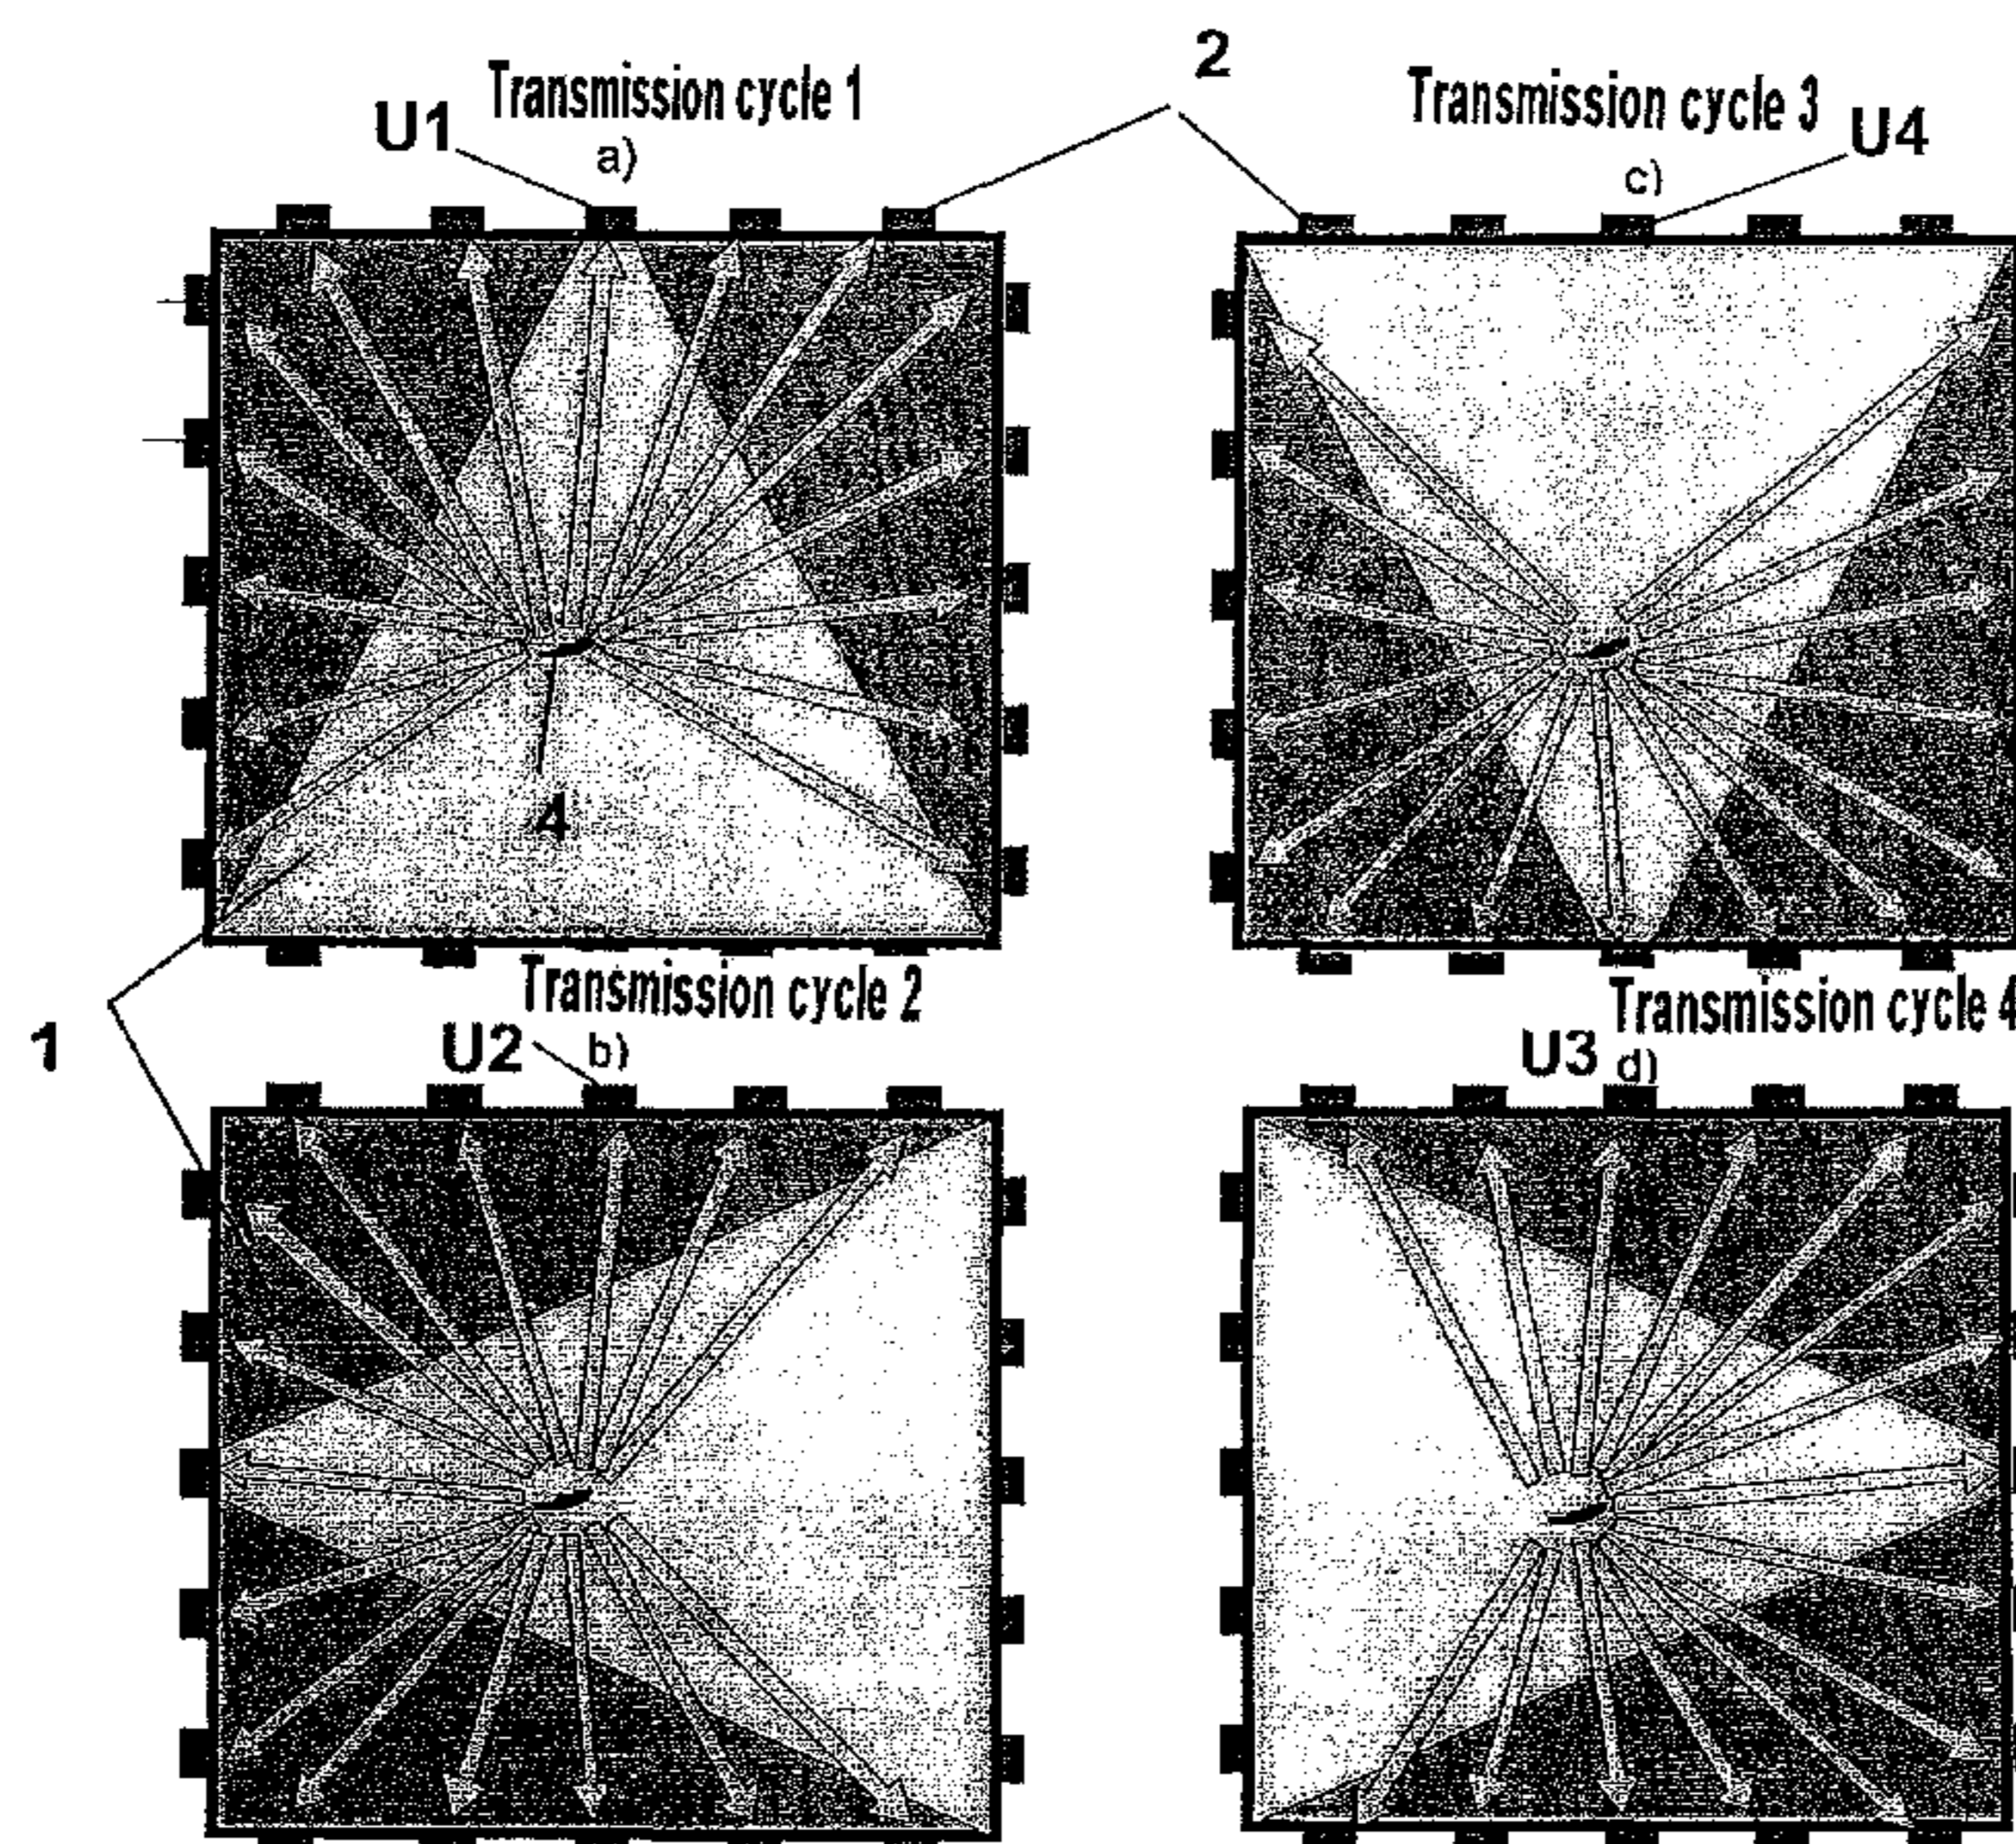 Transmission cycle 1
U1
a)
2
Transmission cycle 3
U4
c)
4
Transmission cycle 2
U2
b)
1
Transmission cycle 4
U3
d)